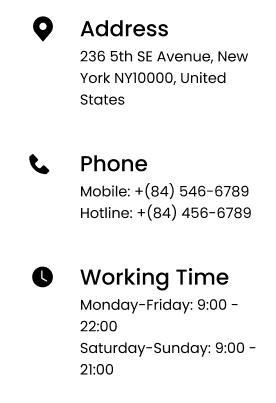 Address
236 5th SE Avenue, New
York NY10000, United
States
Phone
Mobile: +(84) 546-6789
Hotline: +(84) 456-6789
Working Time
Monday-Friday: 9:00 -
22:00
Saturday-Sunday: 9:00 -
21:00